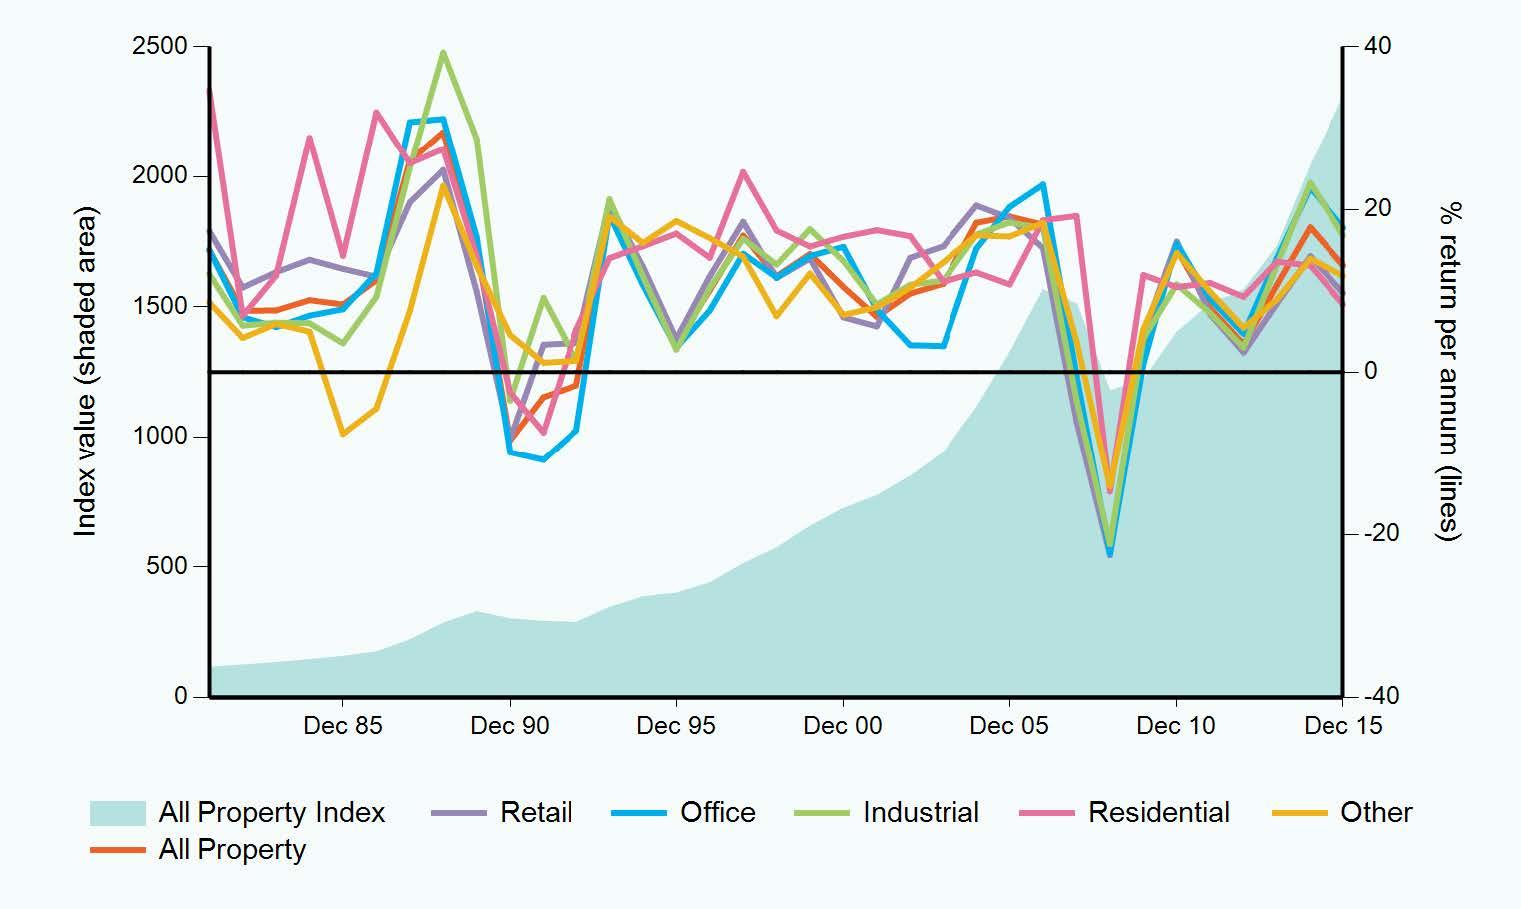 2500
2000
1500
1000
500
0
Index value (shaded area)
40
20
0
-20
-40
% return per annum (lines)
Dec 85
Dec 90
Dec 95
Dec 00
Dec 05
Dec 10
Dec 15
All Property Index
Retail
Office
Industrial
Residential
Other
All Property